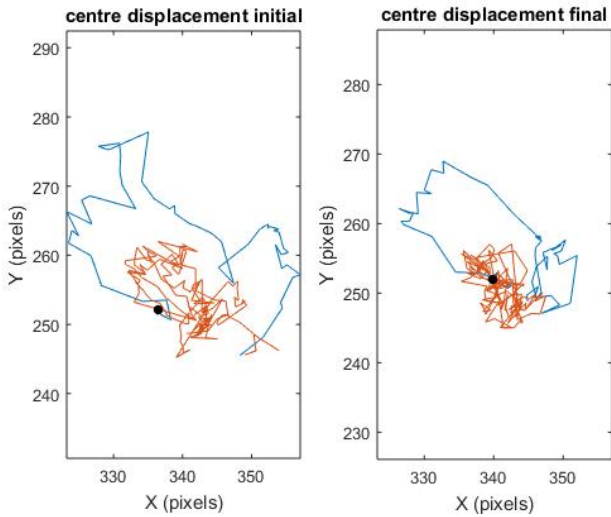 centre displacement initial
290
280
270
260
250
240
Y (pixels)
330 340 350
X (pixels)
centre displacement final
280
270
260
250
240
230
Y (pixels)
330 340 350
X (pixels)